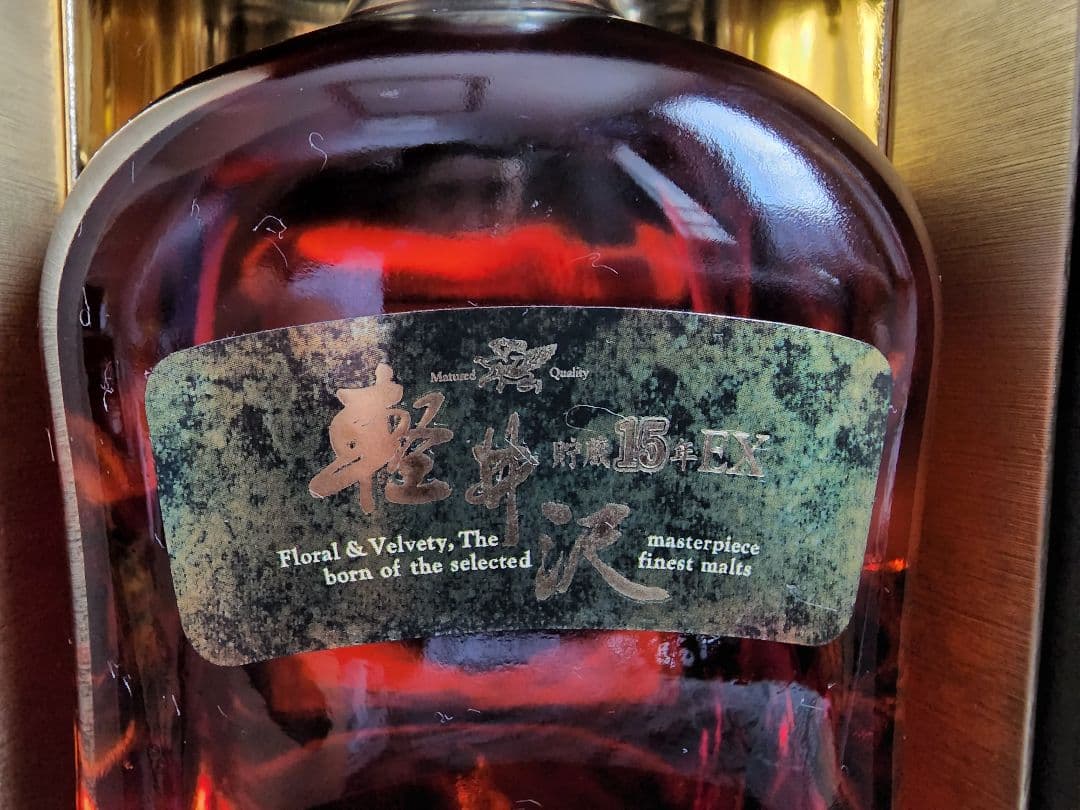 Matured Quality
軽井沢
貯蔵15年EX
Floral & Velvety, The masterpiece
born of the selected finest malts